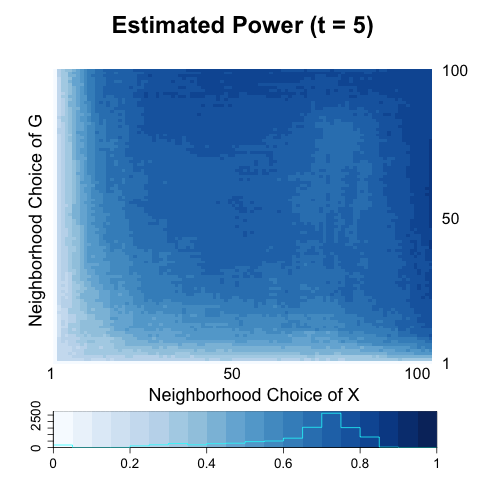 Estimated Power (t = 5)
Neighborhood Choice of G
100
50
1
1 50 100
Neighborhood Choice of X
0 2500
0 0.2 0.4 0.6 0.8 1